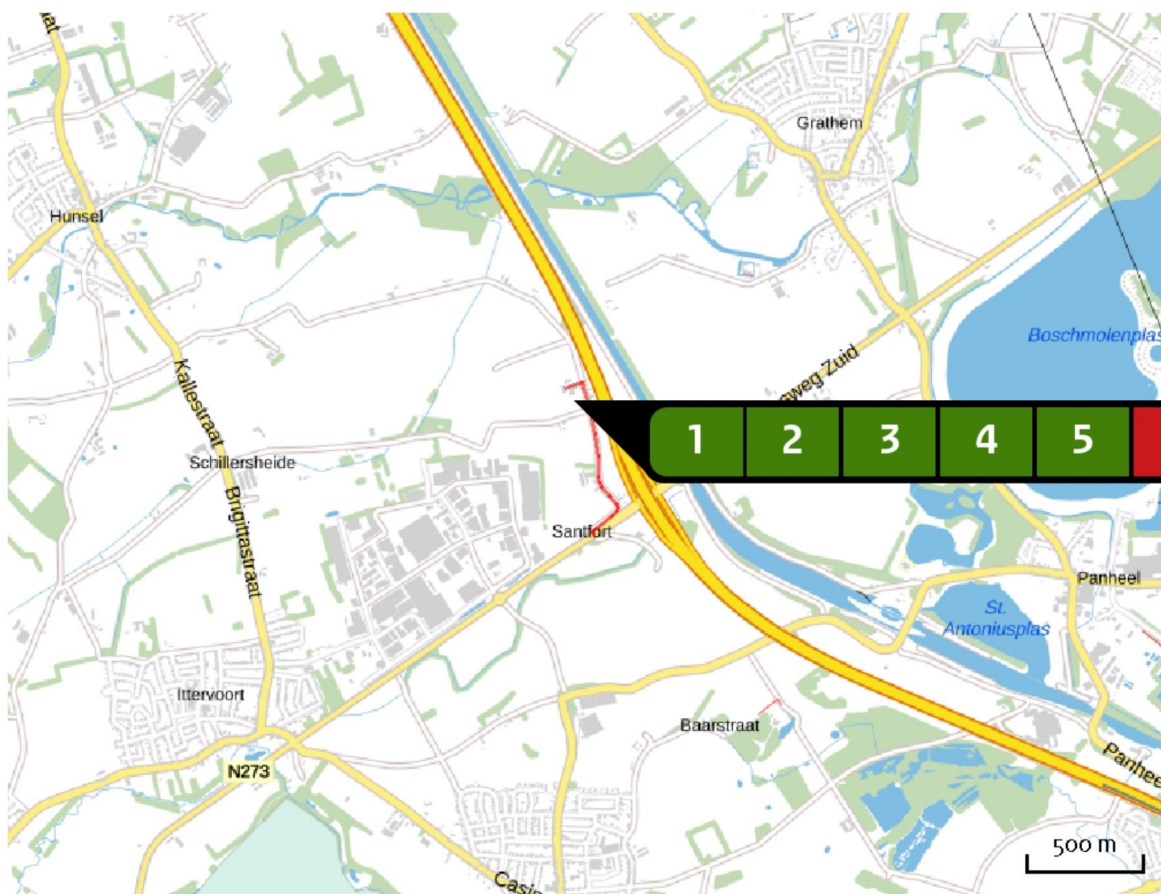 aat
Grathem
Hunsel
Boschmolenplas
sweg Zuid
Kallestraat
1 2 3 4 5
Schillersheide
Brigittastraat
Santfort
Panheel
St.
Antoniusplas
Ittervoort
Baarstraat
N273
Panhee
500 m
Casin